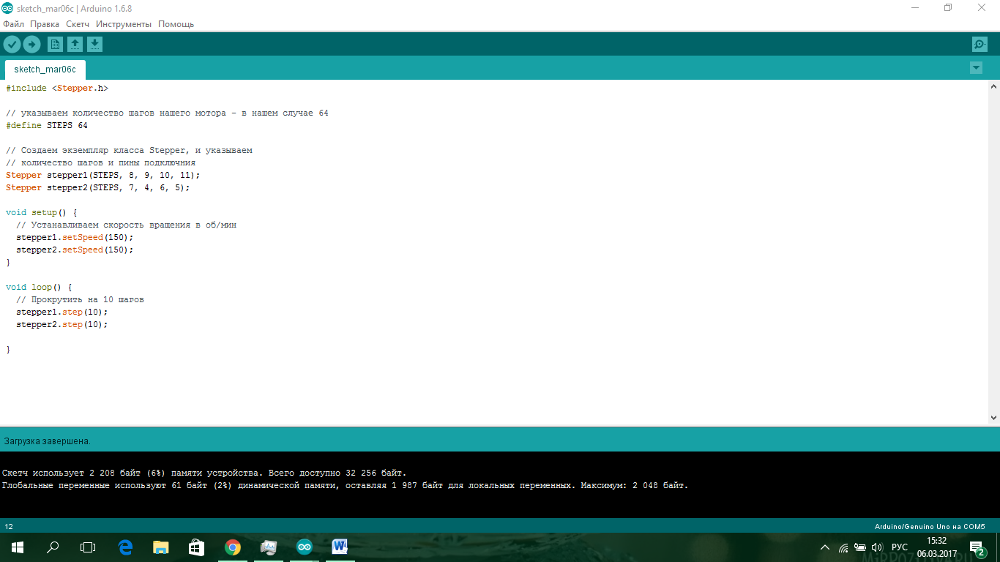 sketch_mar06c | Arduino 1.6.8
Файл Правка Скетч Инструменты Помощь
sketch_mar06c
#include <Stepper.h>
// указываем количество шагов нашего мотора - в нашем случае 64
#define STEPS 64
// Создаем экземпляр класса Stepper, и указываем
// количество шагов и пины подключния
Stepper stepper1(STEPS, 8, 9, 10, 11);
Stepper stepper2(STEPS, 7, 4, 6, 5);
void setup() {
// Устанавливаем скорость вращения в об/мин
stepper1.setSpeed(150);
stepper2.setSpeed(150);
}
void loop() {
// Прокрутить на 10 шагов
stepper1.step(10);
stepper2.step(10);
}
Загрузка завершена.
Скетч использует 2 208 байт (6%) памяти устройства. Всего доступно 32 256 байт.
Глобальные переменные используют 61 байт (2%) динамической памяти, оставляя 1 987 байт для локальных переменных. Максимум: 2 048 байт.
12
Arduino/Genuino Uno на COM5
РУС
15:32
06.03.2017
2